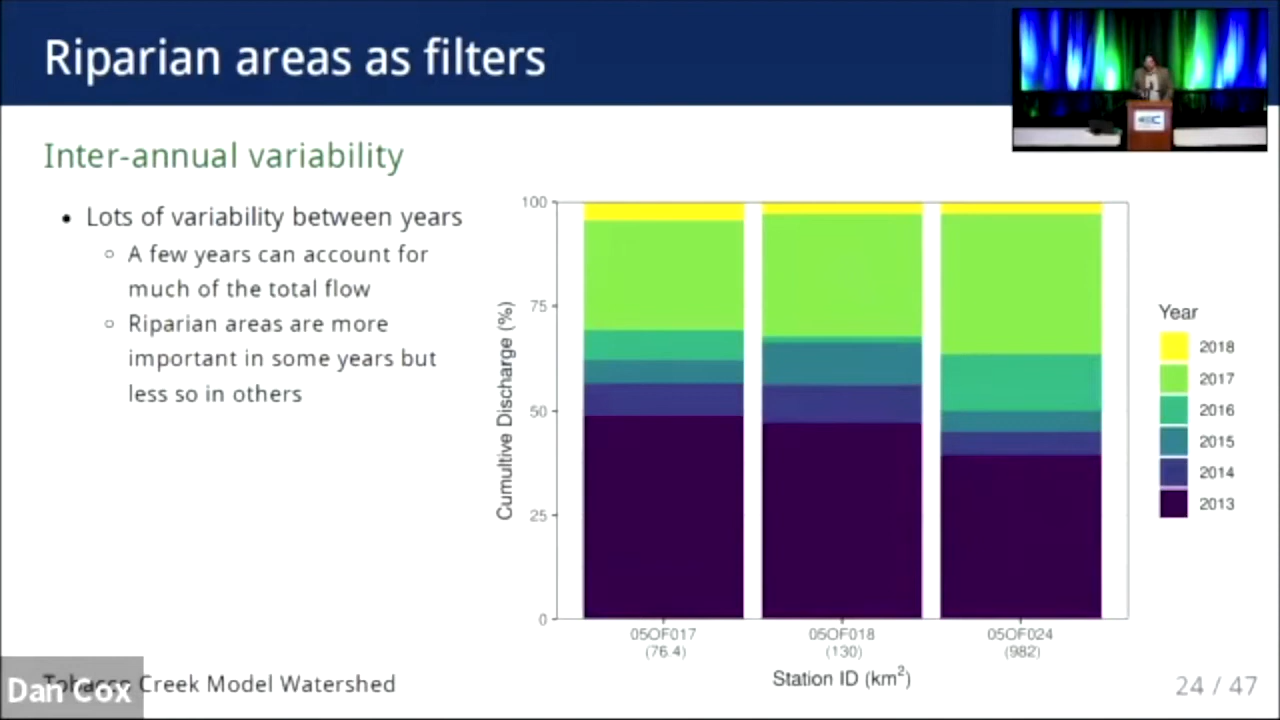 Riparian areas as filters
Inter-annual variability
• Lots of variability between years
○ A few years can account for
much of the total flow
○ Riparian areas are more
important in some years but
less so in others
100
75
50
25
0
Cumultive Discharge (%)
05OF017
(76.4)
05OF018
(130)
05OF024
(982)
Station ID (km²)
Year
2018
2017
2016
2015
2014
2013
Creek Model Watershed
Dan Cox
24 / 47